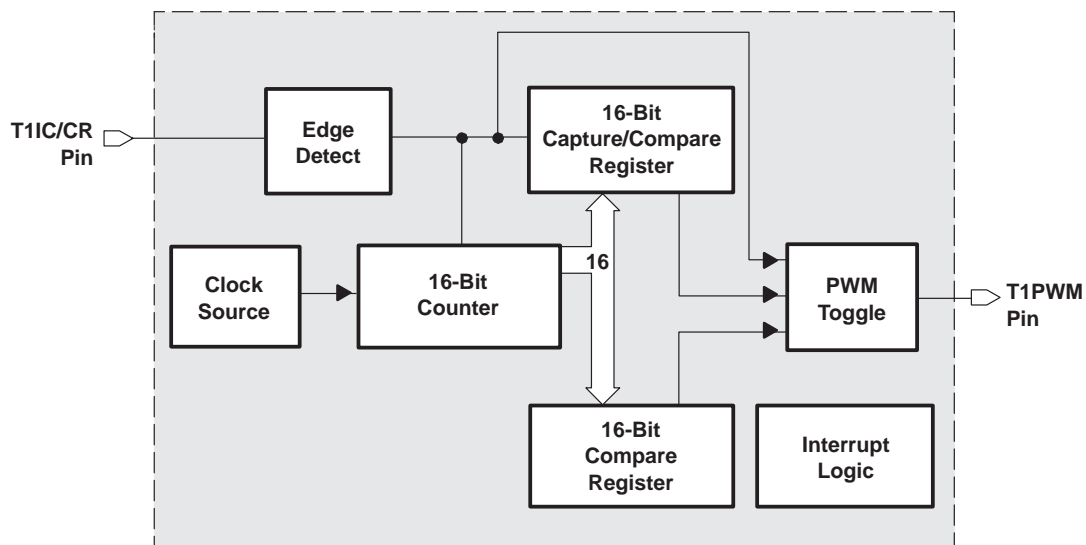 16-Bit
Capture/Compare
Register
T1IC/CR
Pin
Edge
Detect
16
Clock
Source
16-Bit
Counter
PWM
Toggle
T1PWM
Pin
16-Bit
Compare
Register
Interrupt
Logic